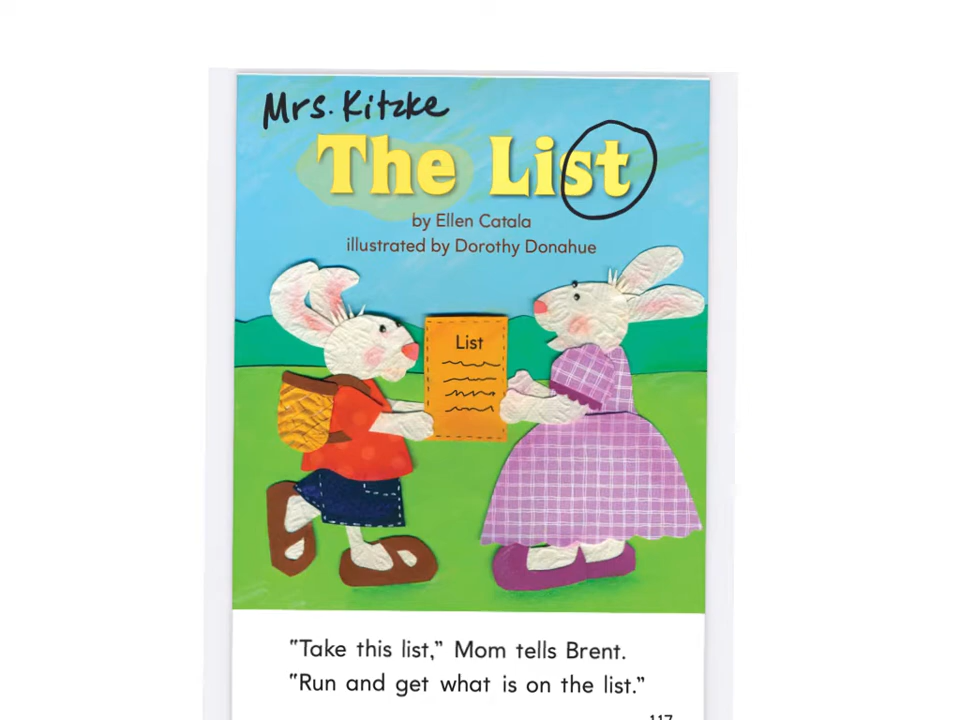 Mrs. Kitzke
The List
by Ellen Catala
illustrated by Dorothy Donahue
List
“Take this list,” Mom tells Brent.
“Run and get what is on the list.”
117